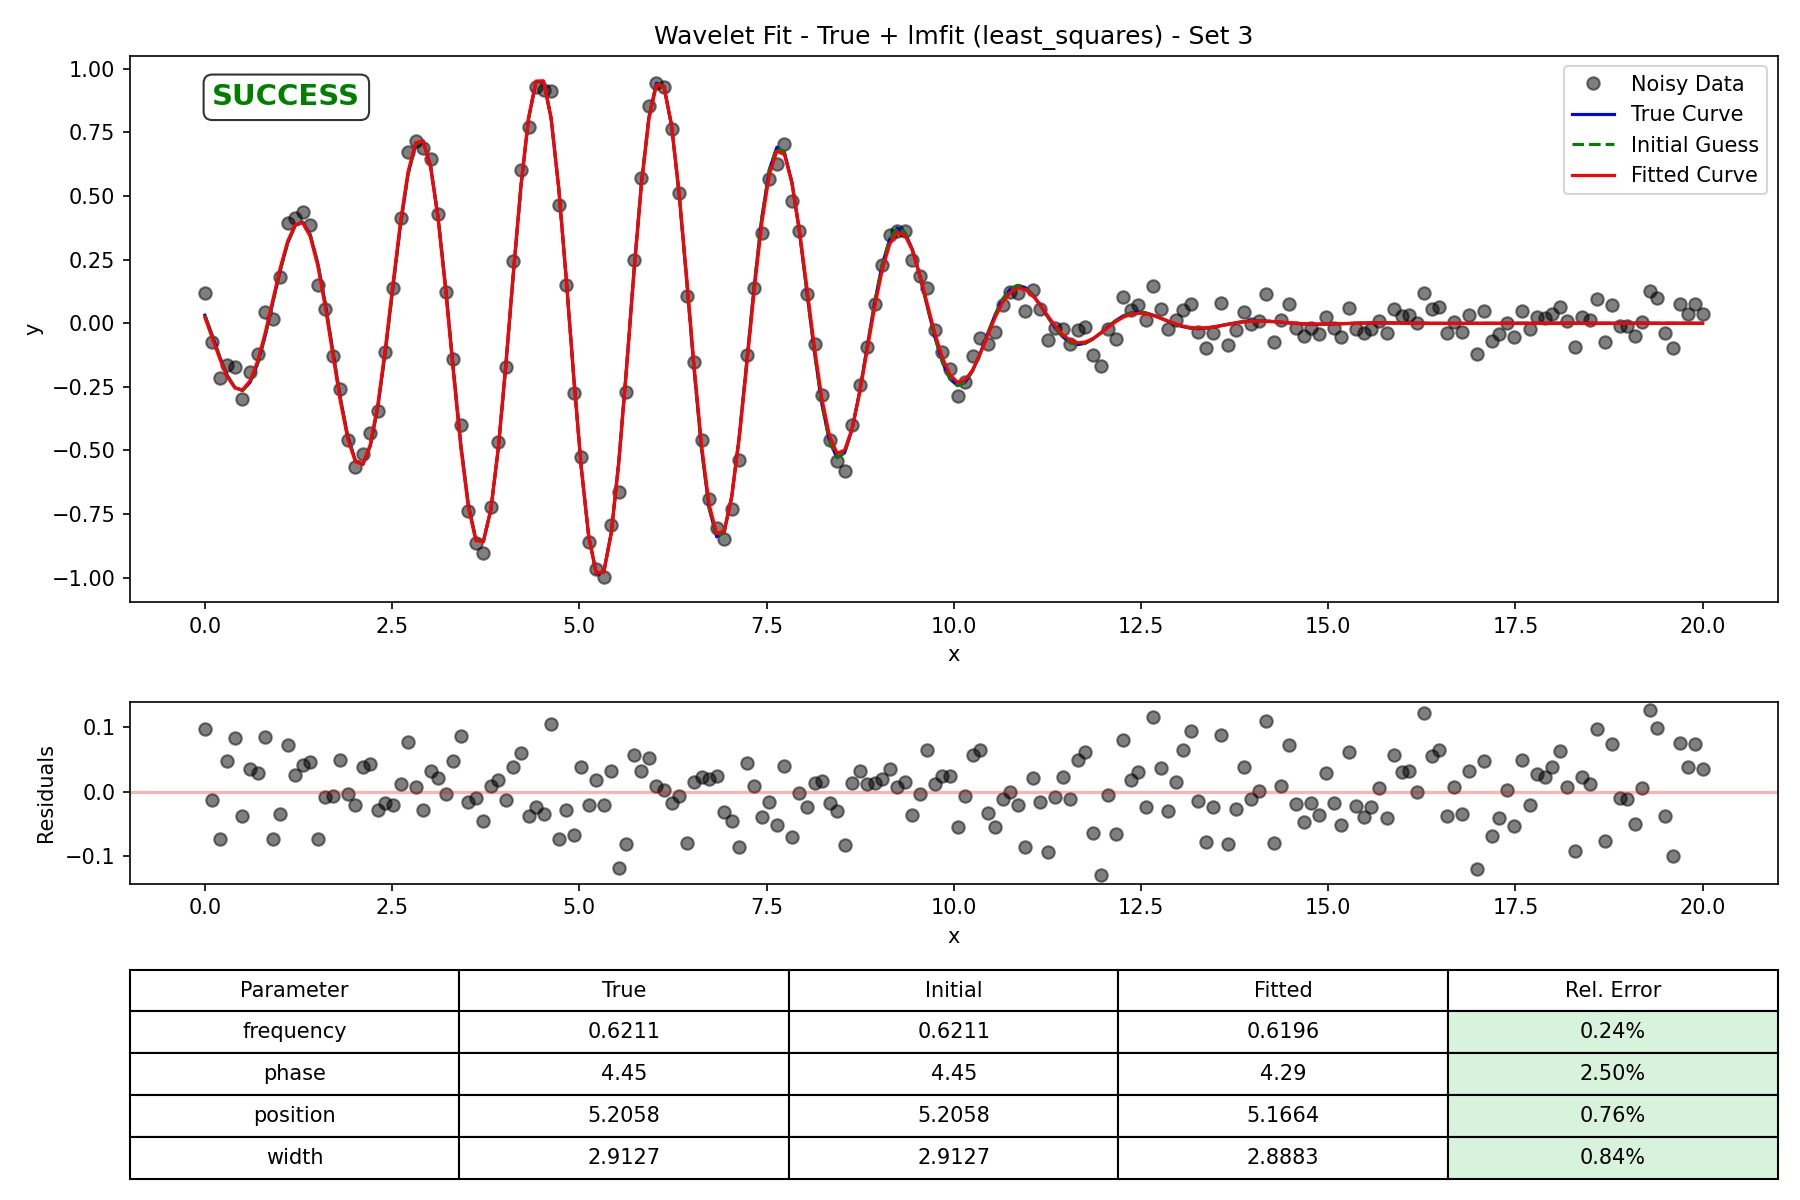 Wavelet Fit - True + lmfit (least_squares) - Set 3
SUCCESS
Noisy Data
True Curve
Initial Guess
Fitted Curve
1.00
0.75
0.50
0.25
0.00
−0.25
−0.50
−0.75
−1.00
y
0.0 2.5 5.0 7.5 10.0 12.5 15.0 17.5 20.0
x
0.1
0.0
−0.1
Residuals
0.0 2.5 5.0 7.5 10.0 12.5 15.0 17.5 20.0
x
Parameter True Initial Fitted Rel. Error
frequency 0.6211 0.6211 0.6196 0.24%
phase 4.45 4.45 4.29 2.50%
position 5.2058 5.2058 5.1664 0.76%
width 2.9127 2.9127 2.8883 0.84%